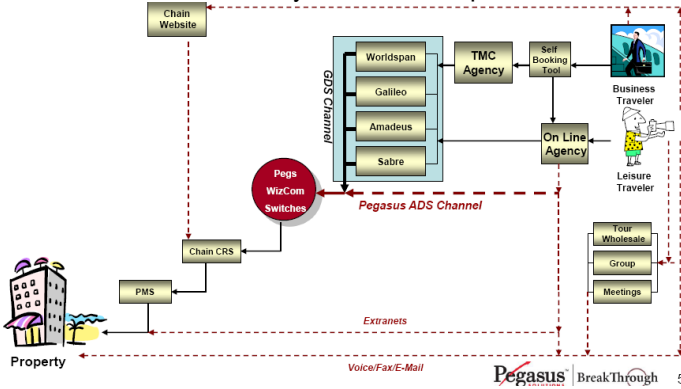 Chain
Website
GDS Channel
Worldspan
Galileo
Amadeus
Sabre
TMC
Agency
Self
Booking
Tool
Business
Traveler
On Line
Agency
Leisure
Traveler
Pegs
WizCom
Switches
Pegasus ADS Channel
Chain CRS
Tour
Wholesale
Group
Meetings
PMS
Extranets
Property
Voice/Fax/E-Mail
Pegasus
SOLUTIONS
BreakThrough